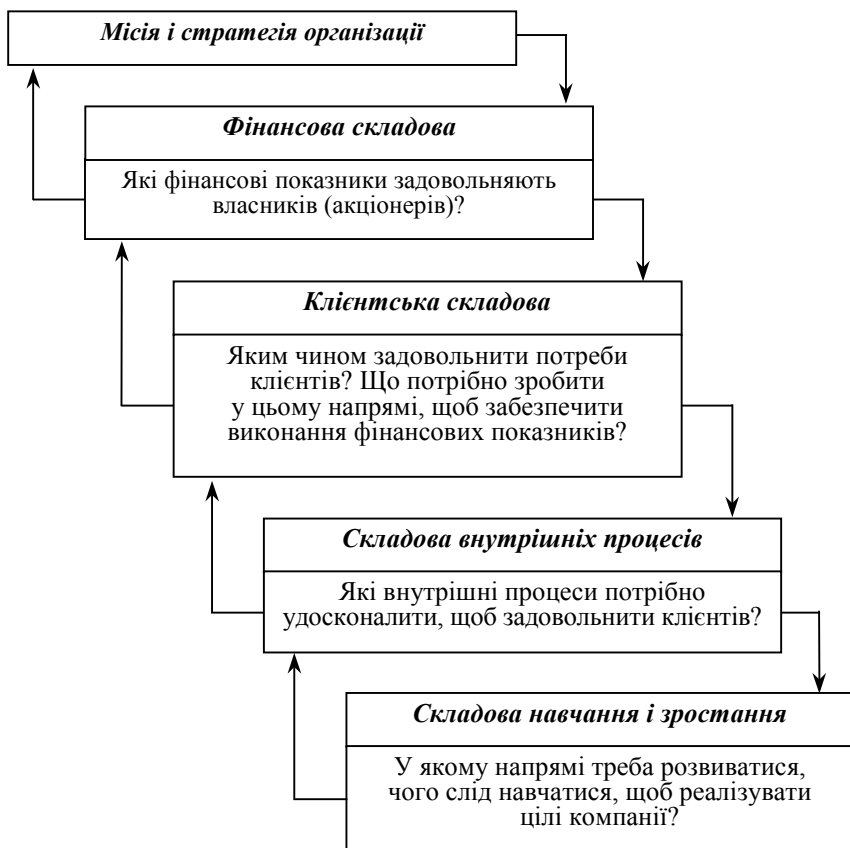 Місія і стратегія організації
Фінансова складова
Які фінансові показники задовольняють
власників (акціонерів)?
Клієнтська складова
Яким чином задовольнити потреби
клієнтів? Що потрібно зробити
у цьому напрямі, щоб забезпечити
виконання фінансових показників?
Складова внутрішніх процесів
Які внутрішні процеси потрібно
удосконалити, щоб задовольнити клієнтів?
Складова навчання і зростання
У якому напрямі треба розвиватися,
чого слід навчатися, щоб реалізувати
цілі компанії?